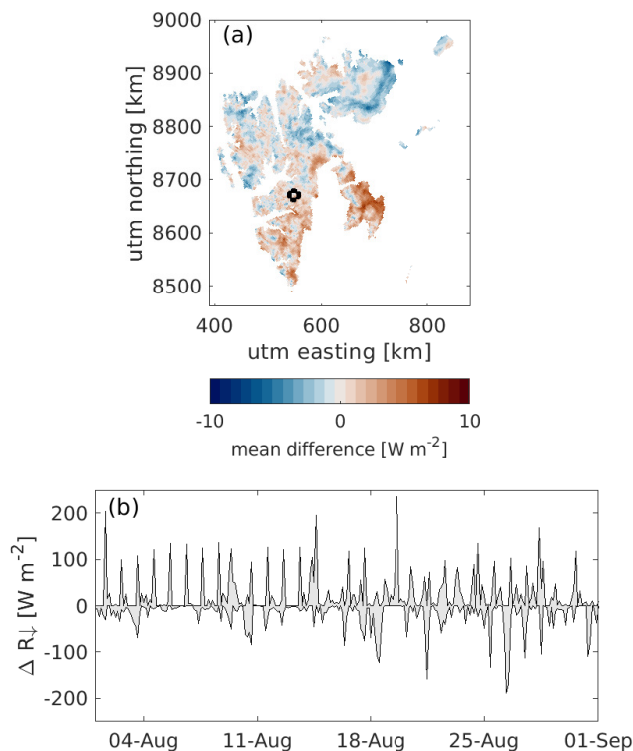 (a)
9000
8900
8800
8700
8600
8500
utm northing [km]
400
600
800
utm easting [km]
-10
0
10
mean difference [W m⁻²]
(b)
200
100
0
-100
-200
Δ R↓ [W m⁻²]
04-Aug
11-Aug
18-Aug
25-Aug
01-Sep